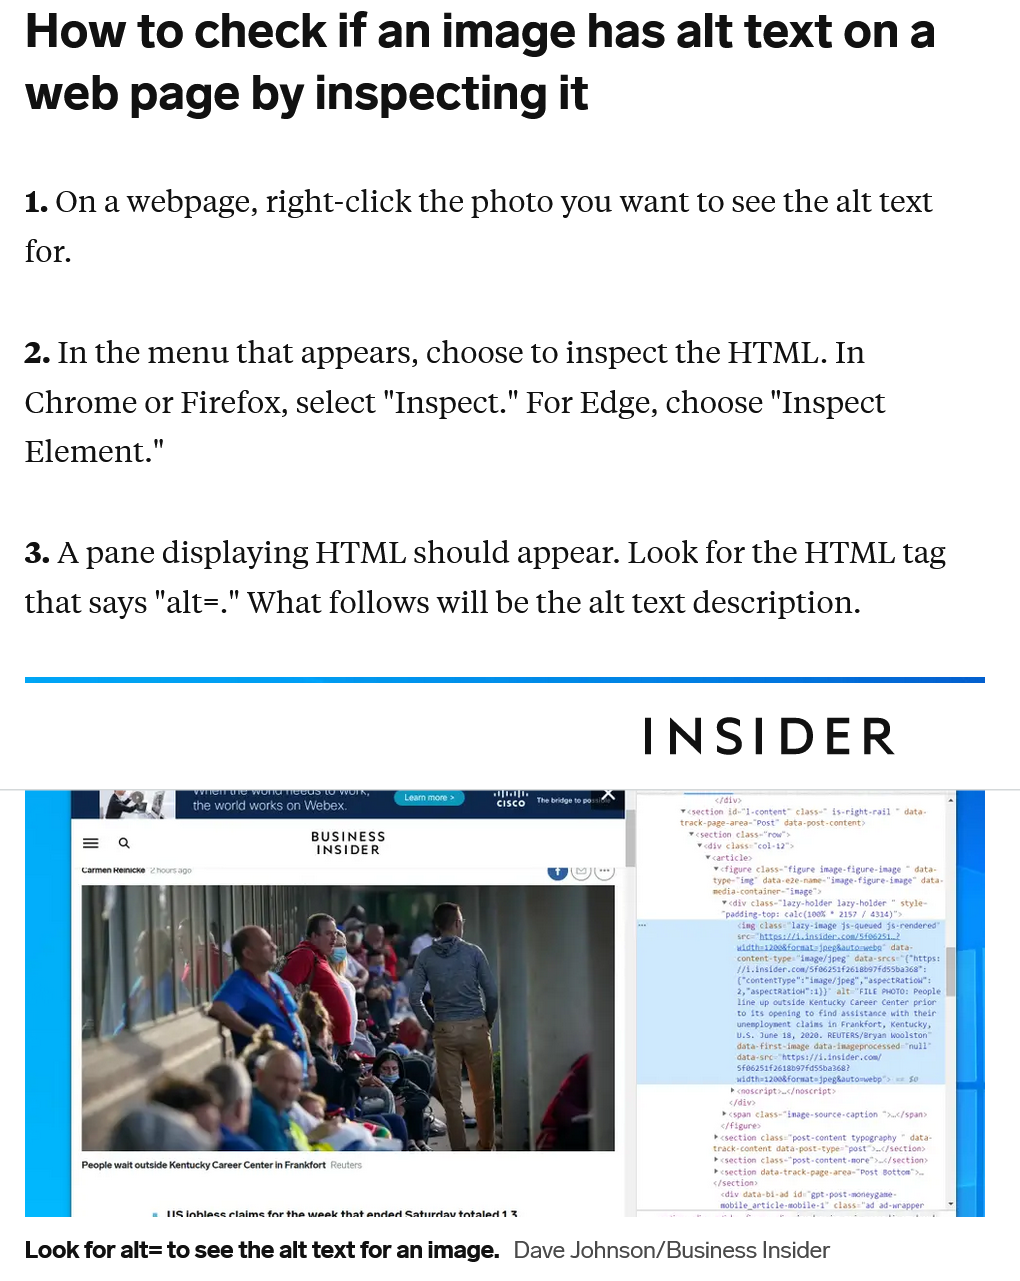 How to check if an image has alt text on a
web page by inspecting it
1. On a webpage, right-click the photo you want to see the alt text
for.
2. In the menu that appears, choose to inspect the HTML. In
Chrome or Firefox, select "Inspect." For Edge, choose "Inspect
Element."
3. A pane displaying HTML should appear. Look for the HTML tag
that says "alt=." What follows will be the alt text description.
INSIDER
the world works on Webex.
Learn more >
CISCO
The bridge to possible
BUSINESS
INSIDER
Carmen Reinicke 2 hours ago
People wait outside Kentucky Career Center in Frankfort Reuters
US jobless claims for the week that ended Saturday totaled 1.3
</div>
▼<section id="l-content" class=" is-right-rail " data-
track-page-area="Post" data-post-content>
▼<section class="row">
▼<div class="col-12">
▼<article>
▼<figure class="figure image-figure-image " data-
type="img" data-e2e-name="image-figure-image" data-
media-container="image">
▼<div class="lazy-holder lazy-holder " style=
"padding-top: calc(100% * 2157 / 4314)">
<img class="lazy-image js-queued js-rendered"
src="https://i.insider.com/5f06251…?
width=1200&format=jpeg&auto=webp" data-
content-type="image/jpeg" data-srcs="{"https:
//i.insider.com/5f06251f2618b97fd55ba368":
{"contentType":"image/jpeg","aspectRatioW":
2,"aspectRatioH":1}}" alt="FILE PHOTO: People
line up outside Kentucky Career Center prior
to its opening to find assistance with their
unemployment claims in Frankfort, Kentucky,
U.S. June 18, 2020. REUTERS/Bryan Woolston"
data-first-image data-imageprocessed="null"
data-src="https://i.insider.com/
5f06251f2618b97fd55ba368?
width=1200&format=jpeg&auto=webp"> == $0
▶<noscript>…</noscript>
</div>
▶<span class="image-source-caption ">…</span>
</figure>
▶<section class="post-content typography " data-
track-content data-post-type="post">…</section>
▶<section class="post-content-more">…</section>
▶<section data-track-page-area="Post Bottom">…
</section>
<div data-bi-ad id="gpt-post-moneygame-
mobile_article-mobile-1" class="ad ad-wrapper
Look for alt= to see the alt text for an image. Dave Johnson/Business Insider